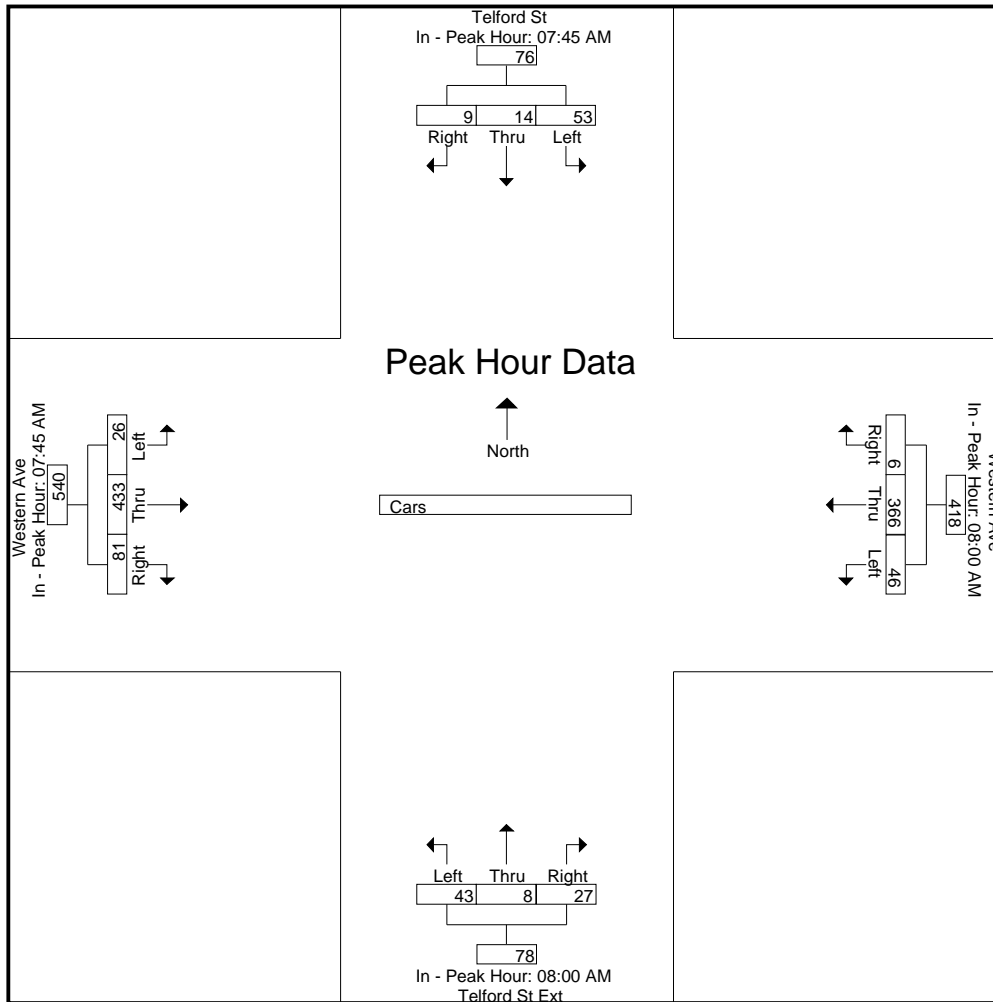 Telford St
In - Peak Hour: 07:45 AM
76
9 14 53
Right Thru Left
Peak Hour Data
North
Cars
Western Ave
In - Peak Hour: 07:45 AM
540
26 433 81
Left Thru Right
Western Ave
In - Peak Hour: 08:00 AM
418
6 366 46
Right Thru Left
Left Thru Right
43 8 27
78
In - Peak Hour: 08:00 AM
Telford St Ext